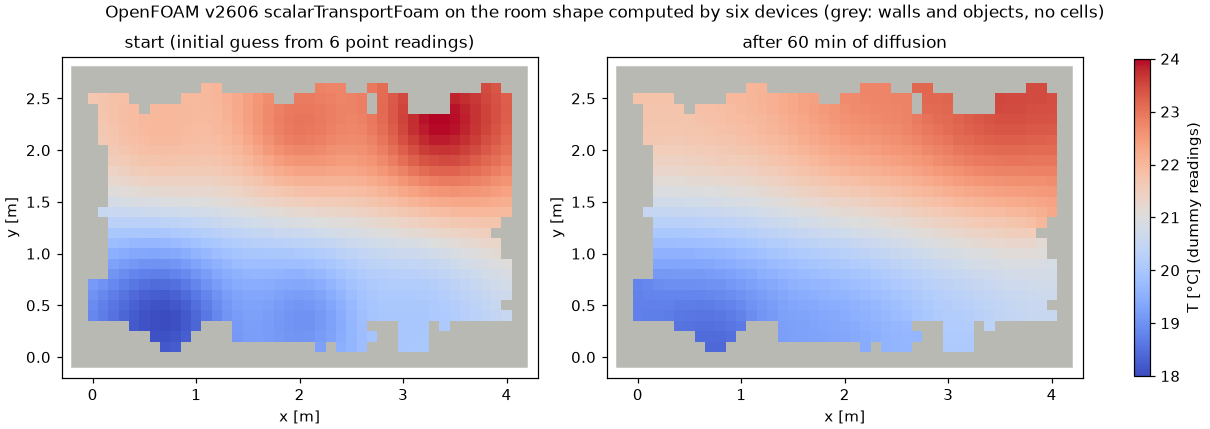 OpenFOAM v2606 scalarTransportFoam on the room shape computed by six devices (grey: walls and objects, no cells)
start (initial guess from 6 point readings)
after 60 min of diffusion
2.5
2.0
1.5
1.0
0.5
0.0
y [m]
0 1 2 3 4
x [m]
2.5
2.0
1.5
1.0
0.5
0.0
y [m]
0 1 2 3 4
x [m]
24
23
22
21
20
19
18
T [°C] (dummy readings)